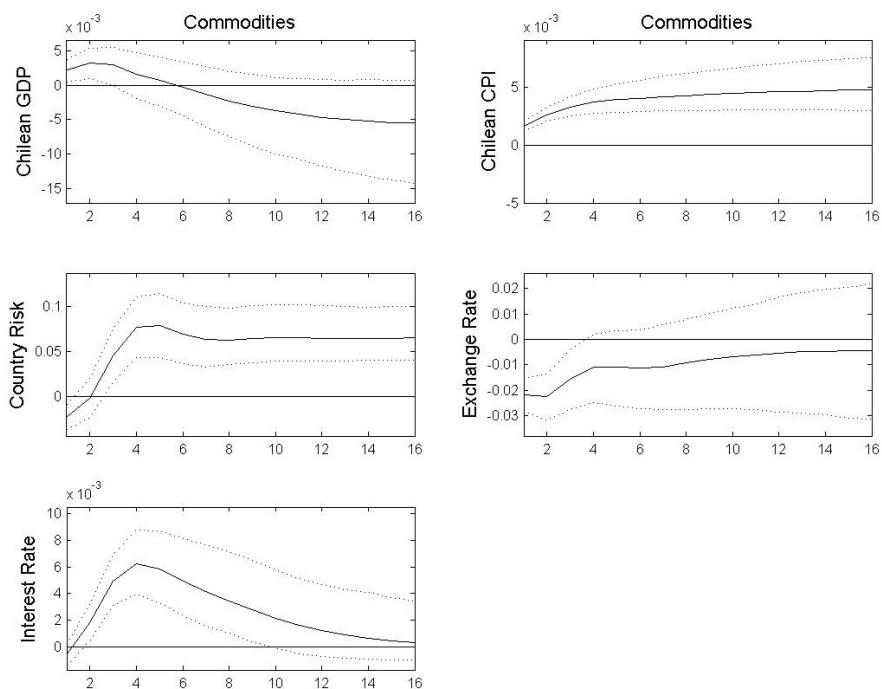 Commodities
x 10⁻³
5
0
-5
-10
-15
Chilean GDP
2 4 6 8 10 12 14 16
Commodities
x 10⁻³
5
0
-5
Chilean CPI
2 4 6 8 10 12 14 16
0.1
0.05
0
Country Risk
2 4 6 8 10 12 14 16
0.02
0.01
0
-0.01
-0.02
-0.03
Exchange Rate
2 4 6 8 10 12 14 16
x 10⁻³
10
8
6
4
2
0
Interest Rate
2 4 6 8 10 12 14 16